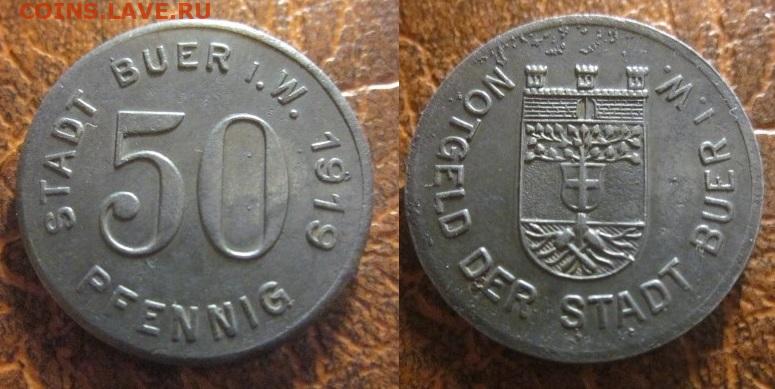 COINS.LAVE.RU
STADT BUER I.W. 1919
50
PFENNIG
NOTGELD DER STADT BUER I.W.